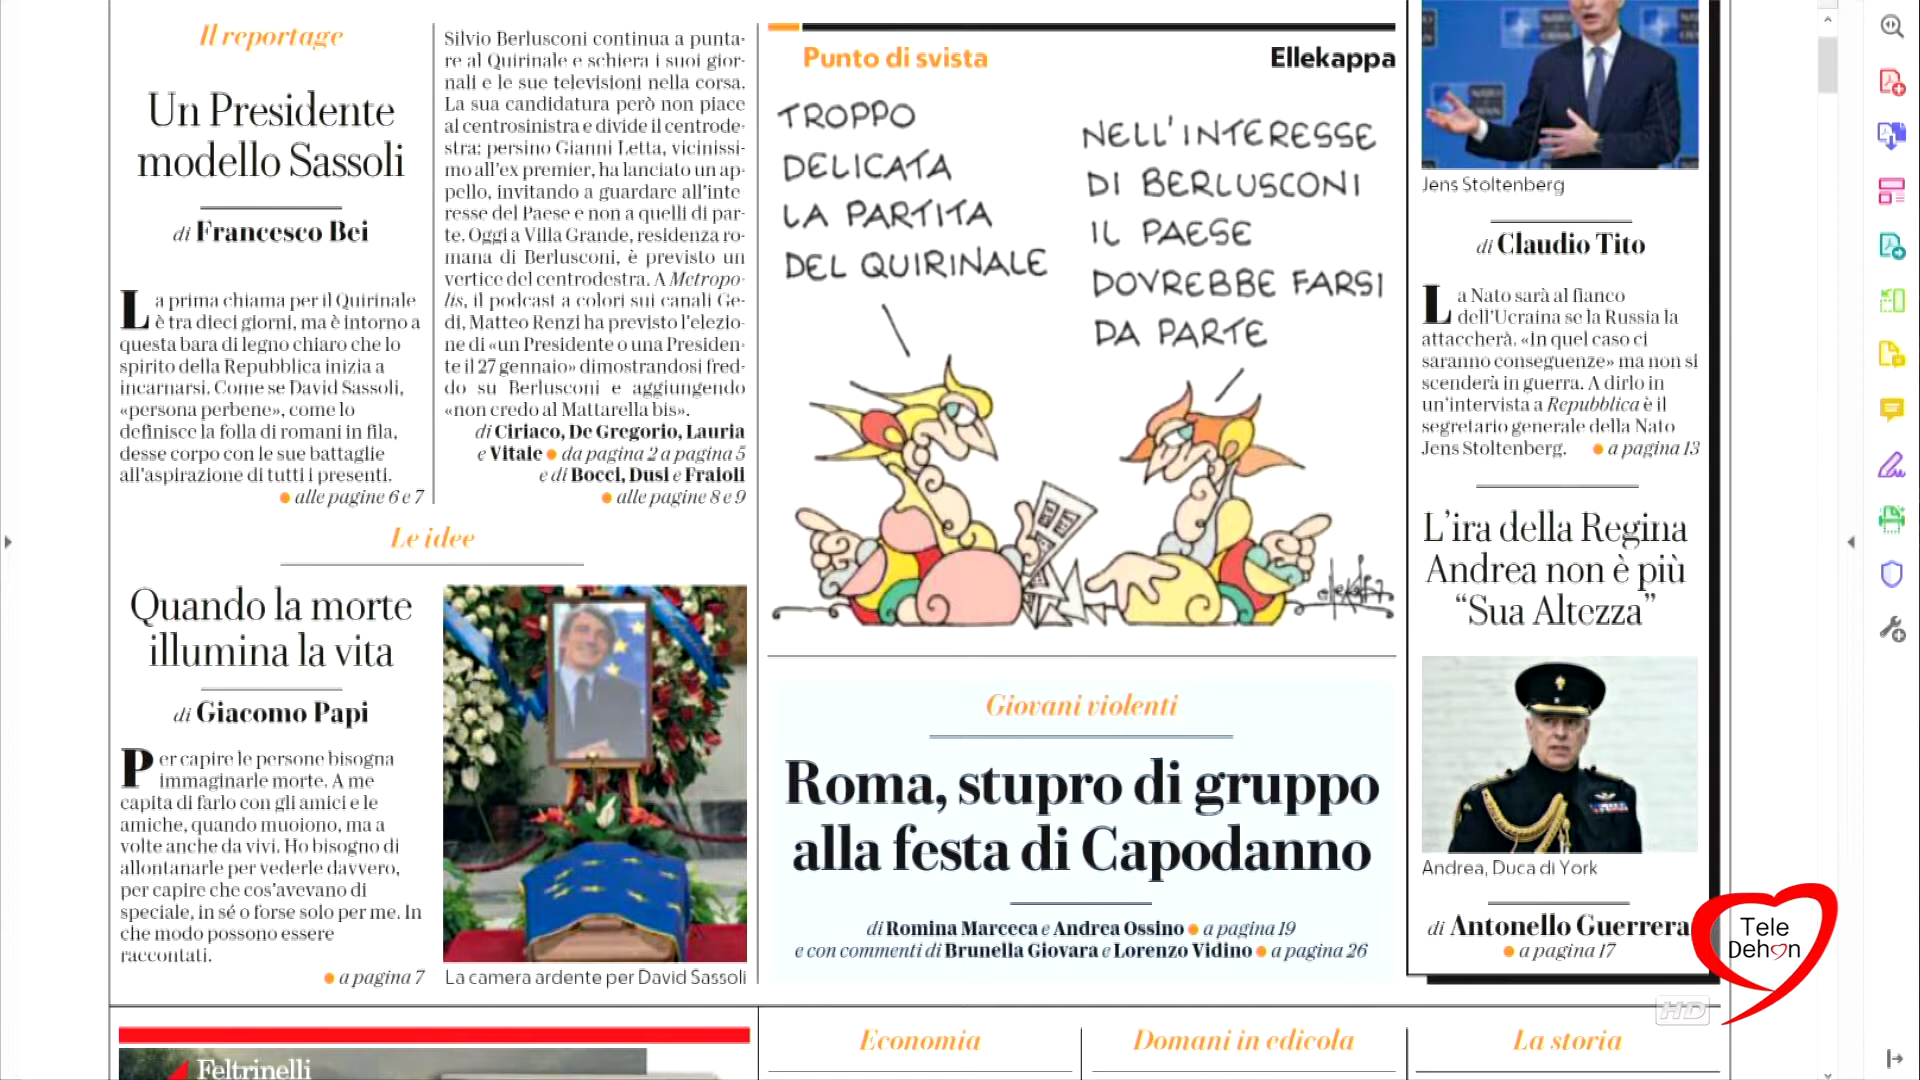 Il reportage
Un Presidente
modello Sassoli
di Francesco Bei
La prima chiama per il Quirinale
è tra dieci giorni, ma è intorno a
questa bara di legno chiaro che lo
spirito della Repubblica inizia a
incarnarsi. Come se David Sassoli,
«persona perbene», come lo
definisce la folla di romani in fila,
desse corpo con le sue battaglie
all'aspirazione di tutti i presenti.
alle pagine 6 e 7
Silvio Berlusconi continua a punta-
re al Quirinale e schiera i suoi gior-
nali e le sue televisioni nella corsa.
La sua candidatura però non piace
al centrosinistra e divide il centrode-
stra: persino Gianni Letta, vicinissi-
mo all'ex premier, ha lanciato un ap-
pello, invitando a guardare all'inte-
resse del Paese e non a quelli di par-
te. Oggi a Villa Grande, residenza ro-
mana di Berlusconi, è previsto un
vertice del centrodestra. A Metropo-
lis, il podcast a colori sui canali Ge-
di, Matteo Renzi ha previsto l'elezio-
ne di «un Presidente o una Presiden-
te il 27 gennaio» dimostrandosi fred-
do su Berlusconi e aggiungendo
«non credo al Mattarella bis».
di Ciriaco, De Gregorio, Lauria
e Vitale da pagina 2 a pagina 5
e di Bocci, Dusi e Fraioli
alle pagine 8 e 9
Le idee
Quando la morte
illumina la vita
di Giacomo Papi
Per capire le persone bisogna
immaginarle morte. A me
capita di farlo con gli amici e le
amiche, quando muoiono, ma a
volte anche da vivi. Ho bisogno di
allontanarle per vederle davvero,
per capire che cos'avevano di
speciale, in sé o forse solo per me. In
che modo possono essere
raccontati.
a pagina 7
La camera ardente per David Sassoli
Punto di svista
Ellekappa
TROPPO
DELICATA
LA PARTITA
DEL QUIRINALE
NELL'INTERESSE
DI BERLUSCONI
IL PAESE
DOVREBBE FARSI
DA PARTE
ellekappa
Giovani violenti
Roma, stupro di gruppo
alla festa di Capodanno
di Romina Marceca e Andrea Ossino a pagina 19
e con commenti di Brunella Giovara e Lorenzo Vidino a pagina 26
Jens Stoltenberg
di Claudio Tito
La Nato sarà al fianco
dell'Ucraina se la Russia la
attaccherà. «In quel caso ci
saranno conseguenze» ma non si
scenderà in guerra. A dirlo in
un'intervista a Repubblica è il
segretario generale della Nato
Jens Stoltenberg. a pagina 13
L'ira della Regina
Andrea non è più
“Sua Altezza”
Andrea, Duca di York
di Antonello Guerrera
a pagina 17
Tele
Dehon
HD
Feltrinelli
Economia
Domani in edicola
La storia